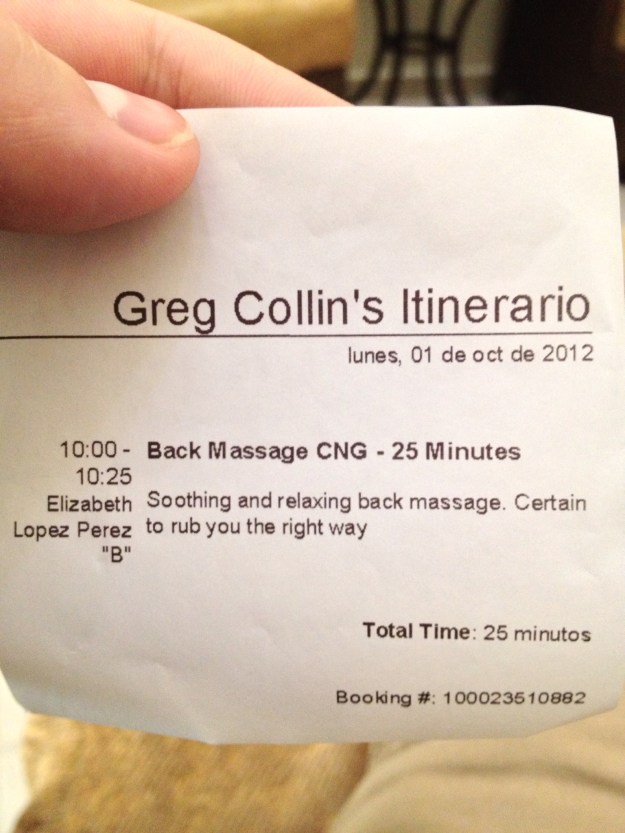 Greg Collin's Itinerario
lunes, 01 de oct de 2012
10:00 -
10:25
Elizabeth
Lopez Perez
"B"
Back Massage CNG - 25 Minutes
Soothing and relaxing back massage. Certain
to rub you the right way
Total Time: 25 minutos
Booking #: 100023510882